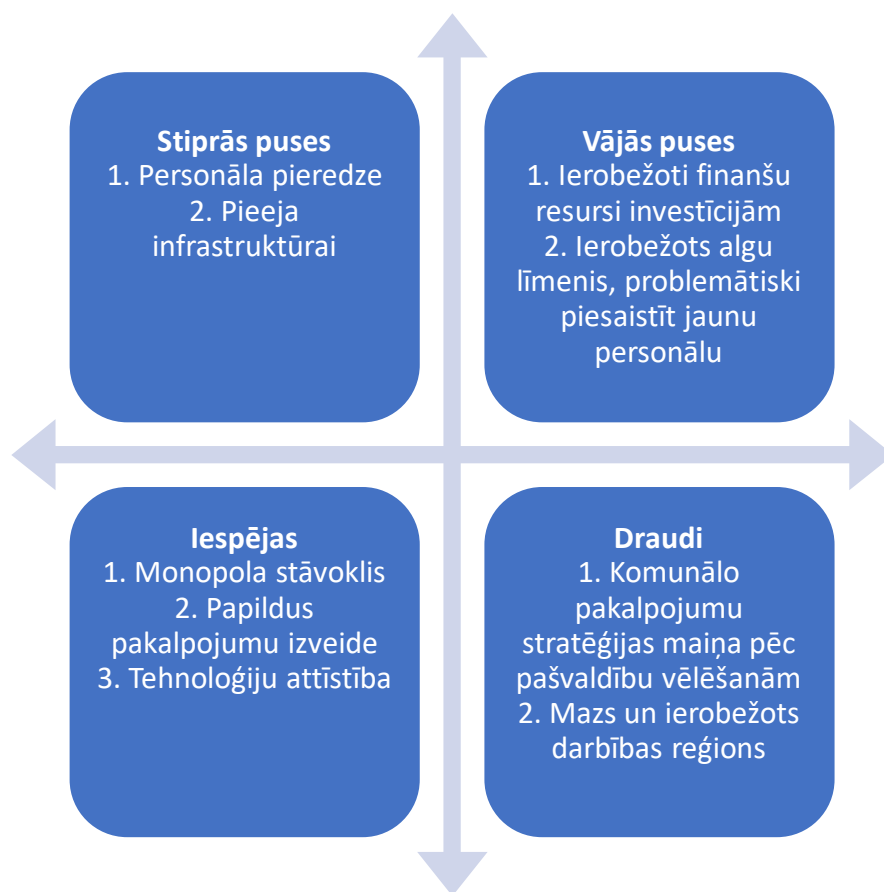 Stiprās puses
1. Personāla pieredze
2. Pieeja
infrastruktūrai
Vājās puses
1. Ierobežoti finanšu
resursi investīcijām
2. Ierobežots algu
līmenis, problemātiski
piesaistīt jaunu
personālu
Iespējas
1. Monopola stāvoklis
2. Papildus
pakalpojumu izveide
3. Tehnoloģiju attīstība
Draudi
1. Komunālo
pakalpojumu
stratēģijas maiņa pēc
pašvaldību vēlēšanām
2. Mazs un ierobežots
darbības reģions